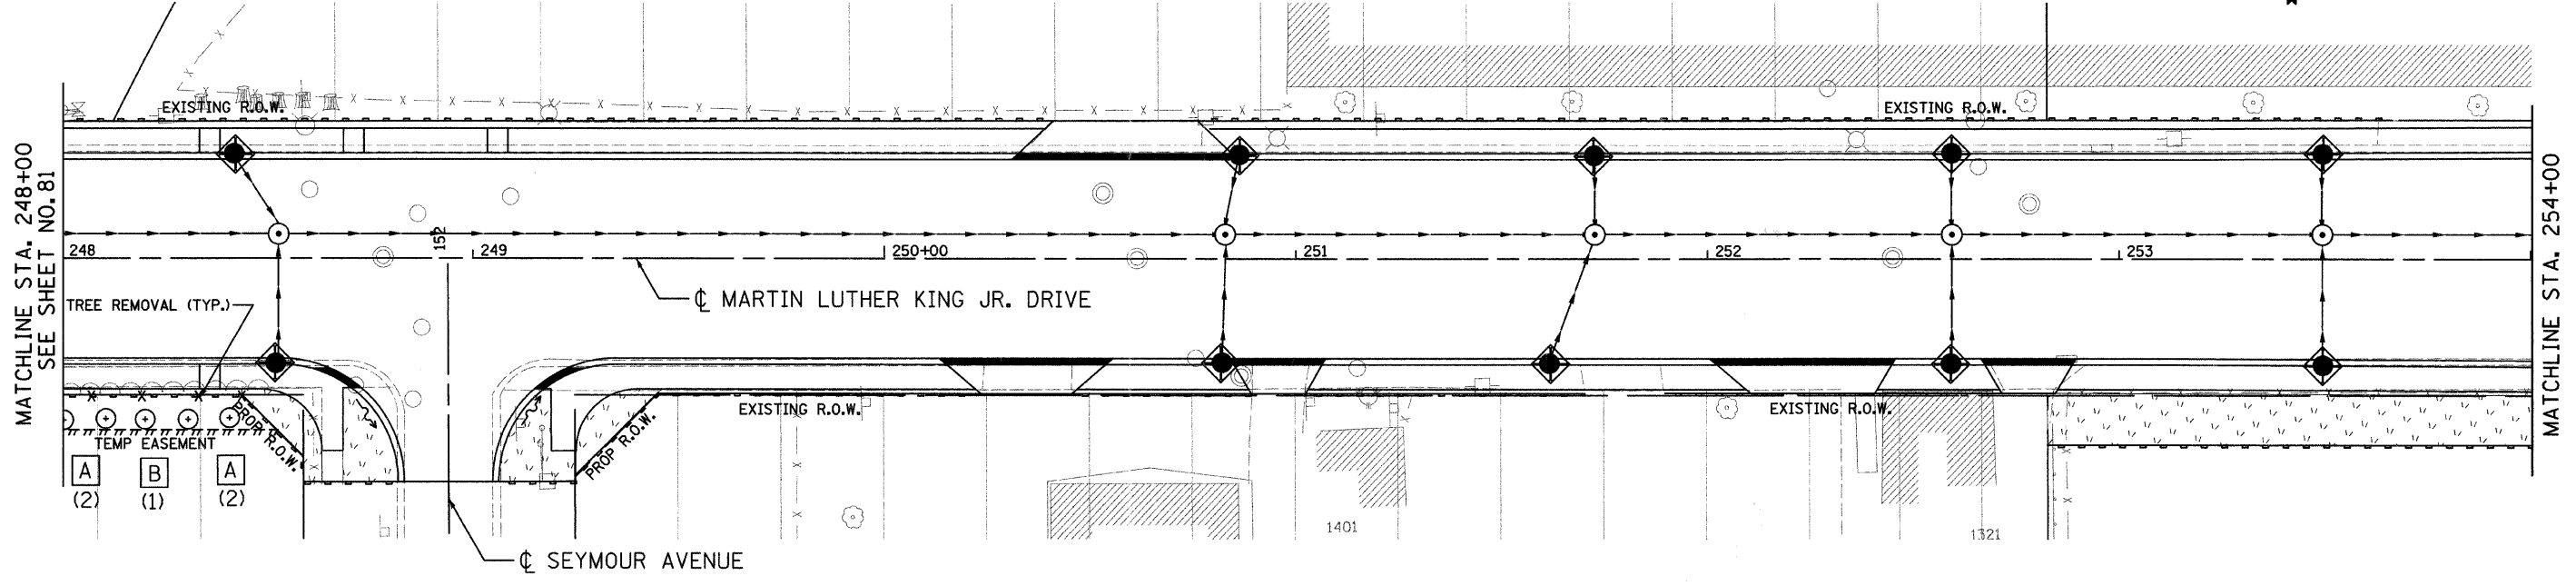 EXISTING R.O.W.
EXISTING R.O.W.
MATCHLINE STA. 248+00
SEE SHEET NO. 81
MATCHLINE STA. 254+00
152
248
249
250+00
251
252
253
TREE REMOVAL (TYP.)
℄ MARTIN LUTHER KING JR. DRIVE
EXISTING R.O.W.
EXISTING R.O.W.
PROP R.O.W.
PROP R.O.W.
TEMP EASEMENT
A B A
(2) (1) (2)
1401
1321
℄ SEYMOUR AVENUE